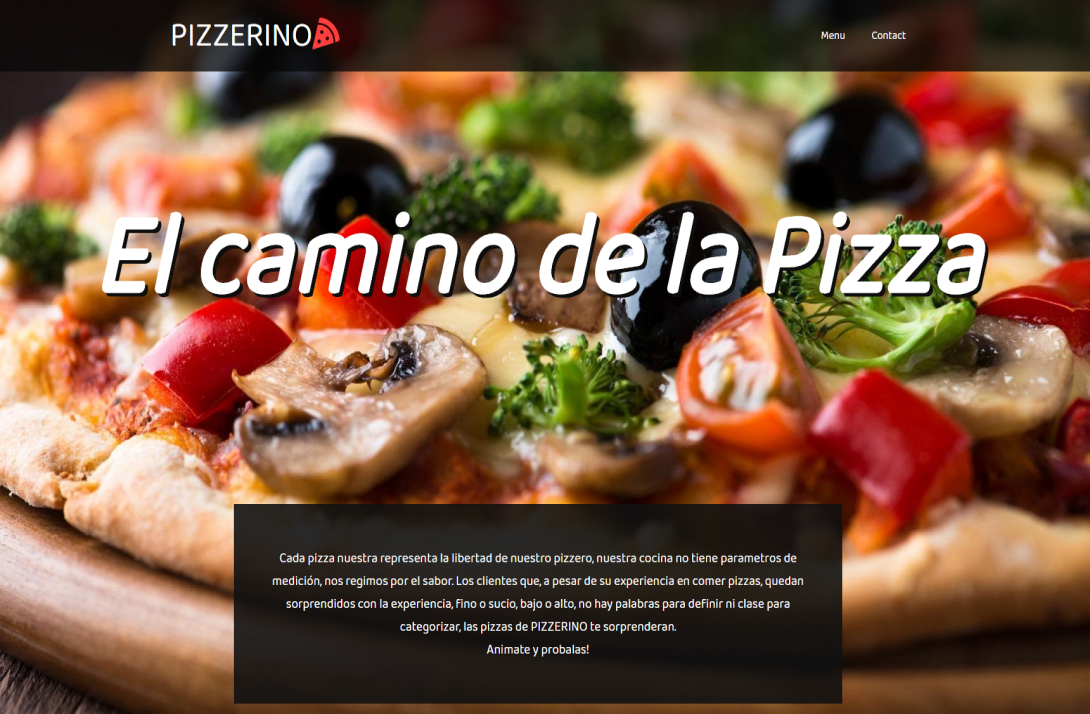 PIZZERINO
Menu
Contact
El camino de la Pizza
Cada pizza nuestra representa la libertad de nuestro pizzero, nuestra cocina no tiene parametros de
medición, nos regimos por el sabor. Los clientes que, a pesar de su experiencia en comer pizzas, quedan
sorprendidos con la experiencia, fino o sucio, bajo o alto, no hay palabras para definir ni clase para
categorizar, las pizzas de PIZZERINO te sorprenderan.
Animate y probalas!